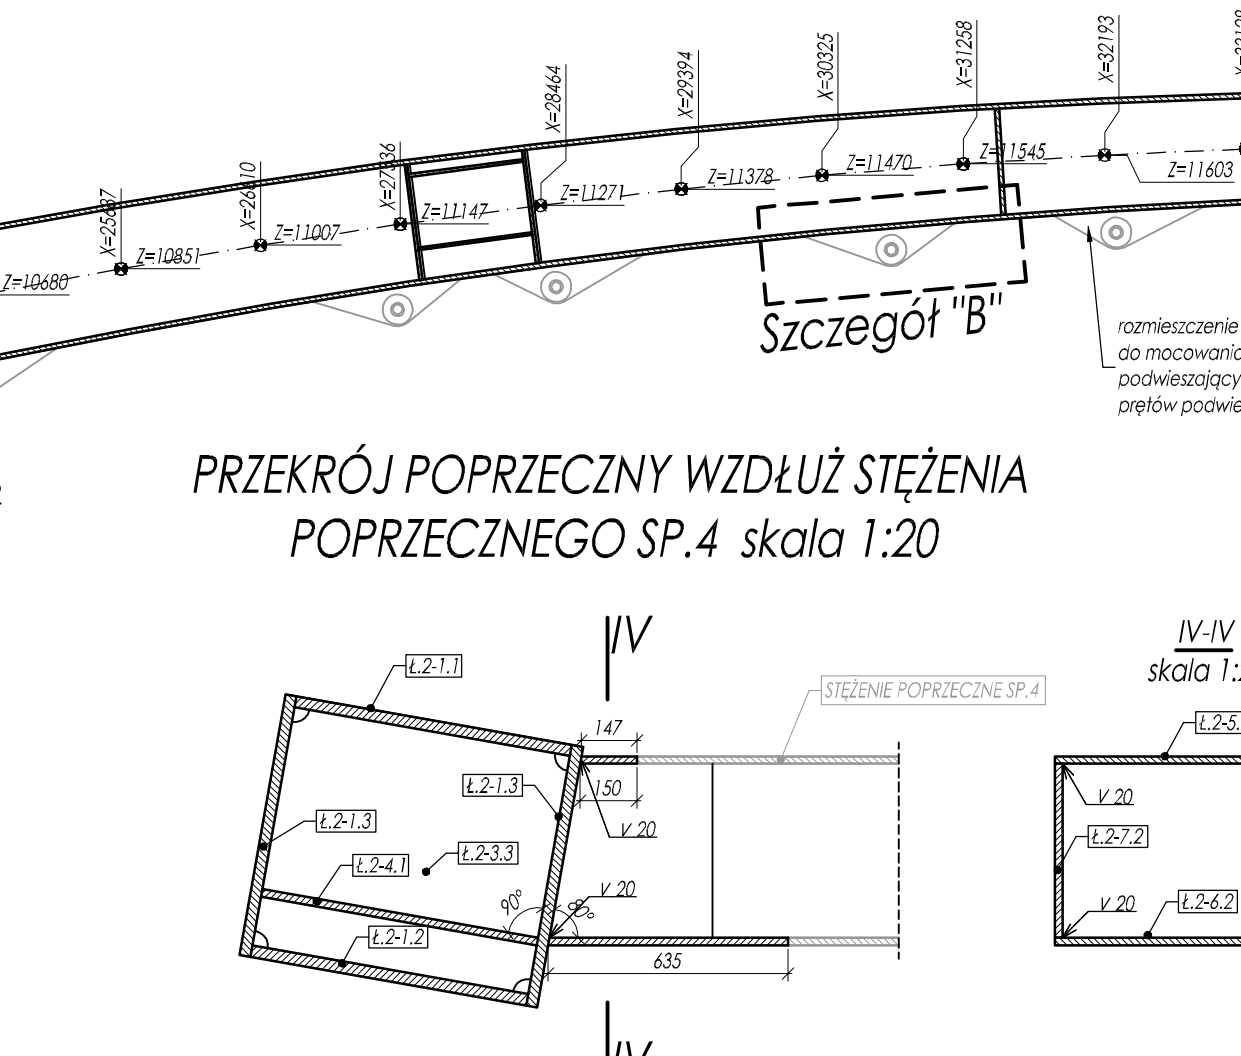 X=25687
X=26610
X=27536
X=28464
X=29394
X=30325
X=31258
X=32193
Z=10680
Z=10851
Z=11007
Z=11147
Z=11271
Z=11378
Z=11470
Z=11545
Z=11603
Szczegół "B"
rozmieszczenie
do mocowania
podwieszający
prętów podwie
PRZEKRÓJ POPRZECZNY WZDŁUŻ STĘŻENIA
POPRZECZNEGO SP.4 skala 1:20
IV
IV-IV
skala 1:
Ł.2-1.1
STĘŻENIE POPRZECZNE SP.4
147
Ł.2-5.
Ł.2-1.3
150
V 20
V 20
Ł.2-1.3
Ł.2-7.2
Ł.2-3.3
Ł.2-4.1
V 20
90°
80°
V 20
Ł.2-6.2
Ł.2-1.2
635
IV